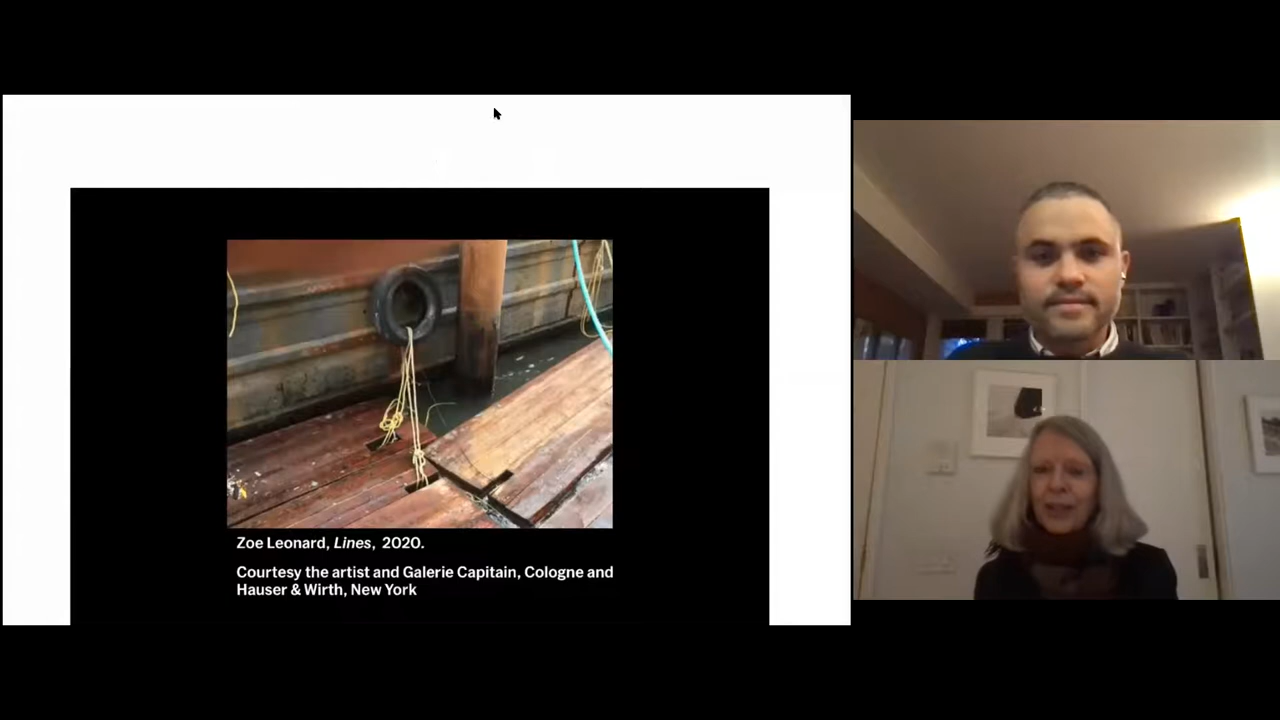 Zoe Leonard, Lines, 2020.
Courtesy the artist and Galerie Capitain, Cologne and
Hauser & Wirth, New York